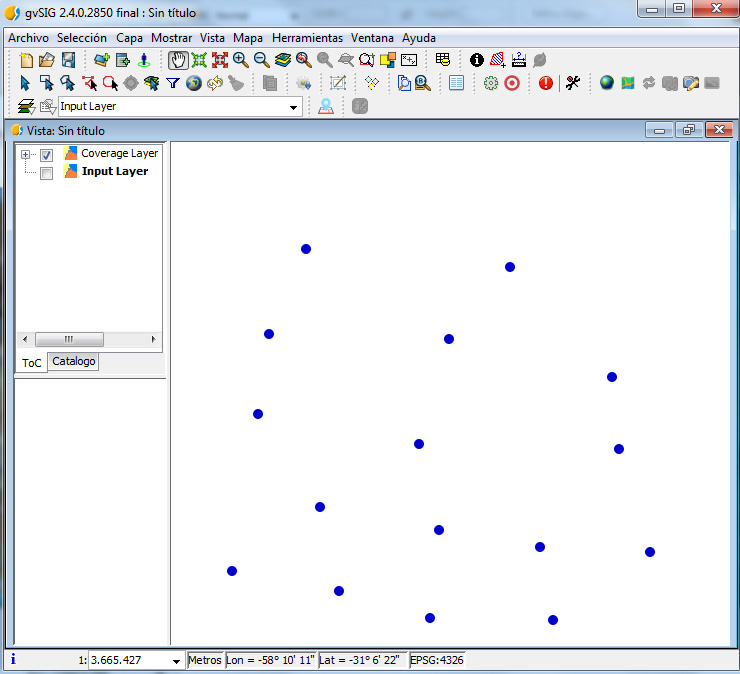 gvSIG 2.4.0.2850 final : Sin título
Archivo Selección Capa Mostrar Vista Mapa Herramientas Ventana Ayuda
Input Layer
Vista: Sin título
Coverage Layer
Input Layer
ToC Catalogo
1: 3.665.427 Metros Lon = -58° 10' 11" Lat = -31° 6' 22" EPSG:4326